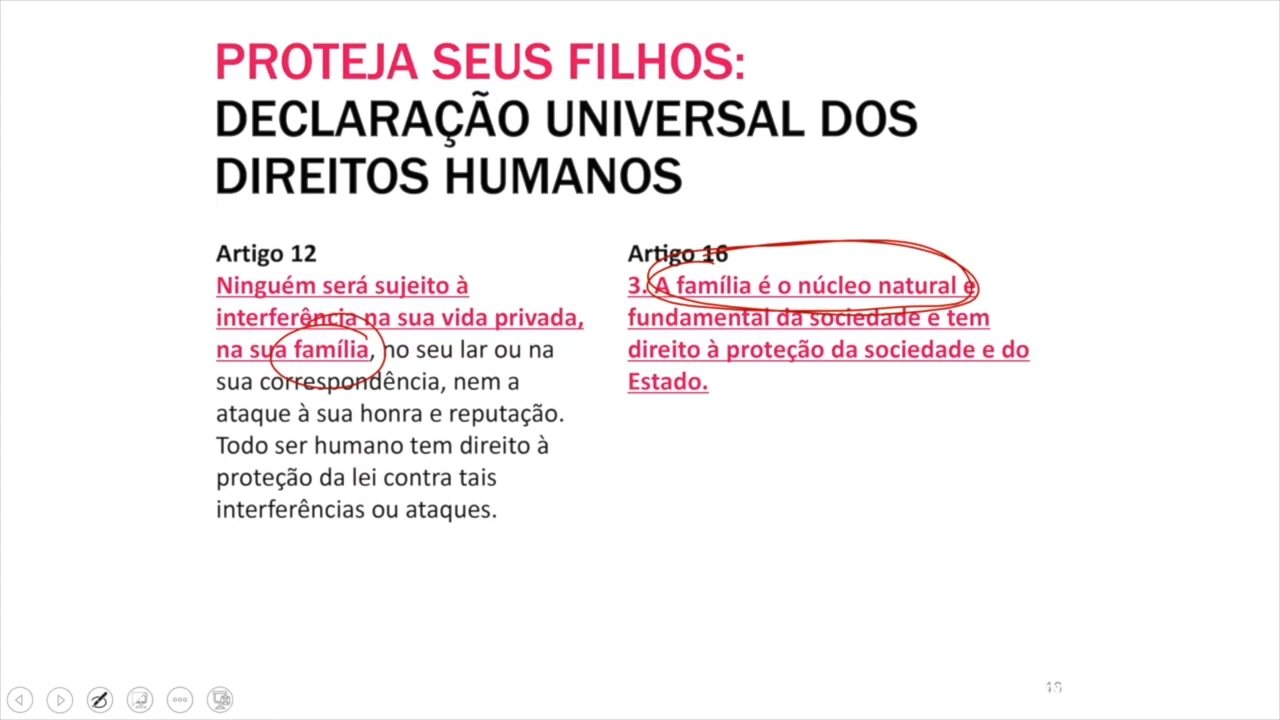 PROTEJA SEUS FILHOS:
DECLARAÇÃO UNIVERSAL DOS
DIREITOS HUMANOS
Artigo 12
Ninguém será sujeito à
interferência na sua vida privada,
na sua família, no seu lar ou na
sua correspondência, nem a
ataque à sua honra e reputação.
Todo ser humano tem direito à
proteção da lei contra tais
interferências ou ataques.
Artigo 16
3. A família é o núcleo natural e
fundamental da sociedade e tem
direito à proteção da sociedade e do
Estado.